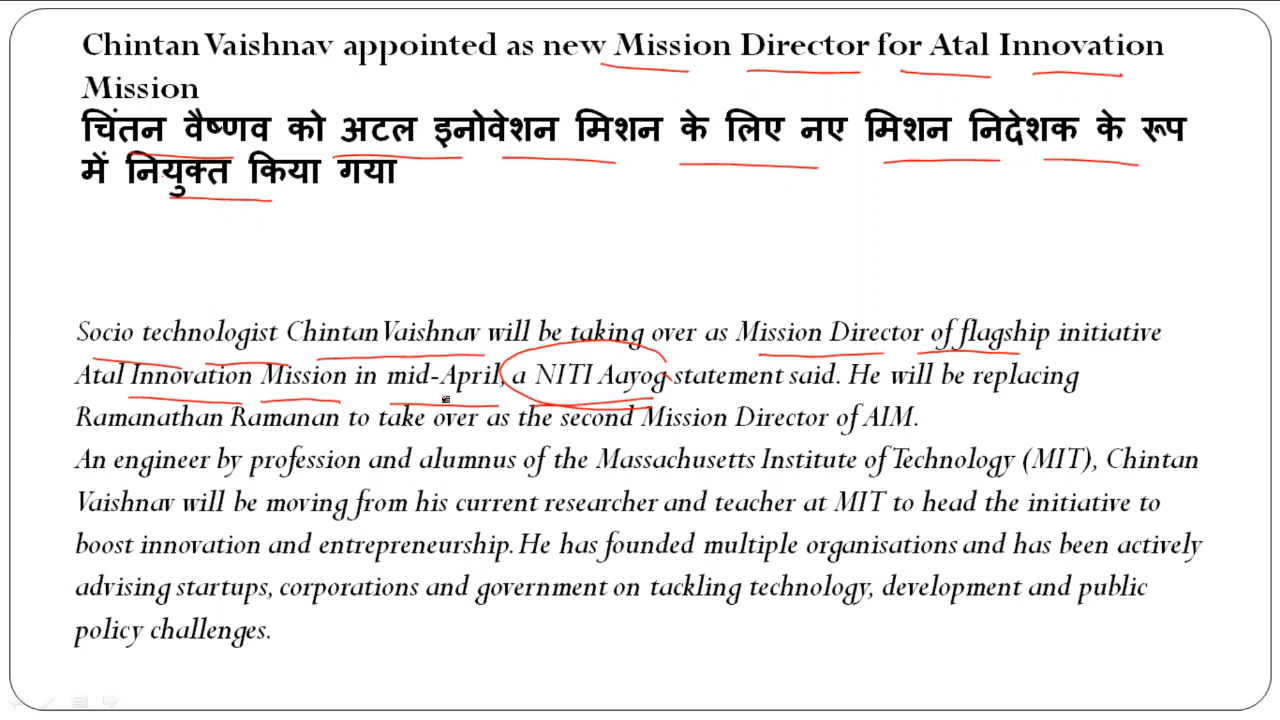 Chintan Vaishnav appointed as new Mission Director for Atal Innovation
Mission
चिंतन वैष्णव को अटल इनोवेशन मिशन के लिए नए मिशन निदेशक के रूप
में नियुक्त किया गया
Socio technologist Chintan Vaishnav will be taking over as Mission Director of flagship initiative
Atal Innovation Mission in mid-April, a NITI Aayog statement said. He will be replacing
Ramanathan Ramanan to take over as the second Mission Director of AIM.
An engineer by profession and alumnus of the Massachusetts Institute of Technology (MIT), Chintan
Vaishnav will be moving from his current researcher and teacher at MIT to head the initiative to
boost innovation and entrepreneurship. He has founded multiple organisations and has been actively
advising startups, corporations and government on tackling technology, development and public
policy challenges.